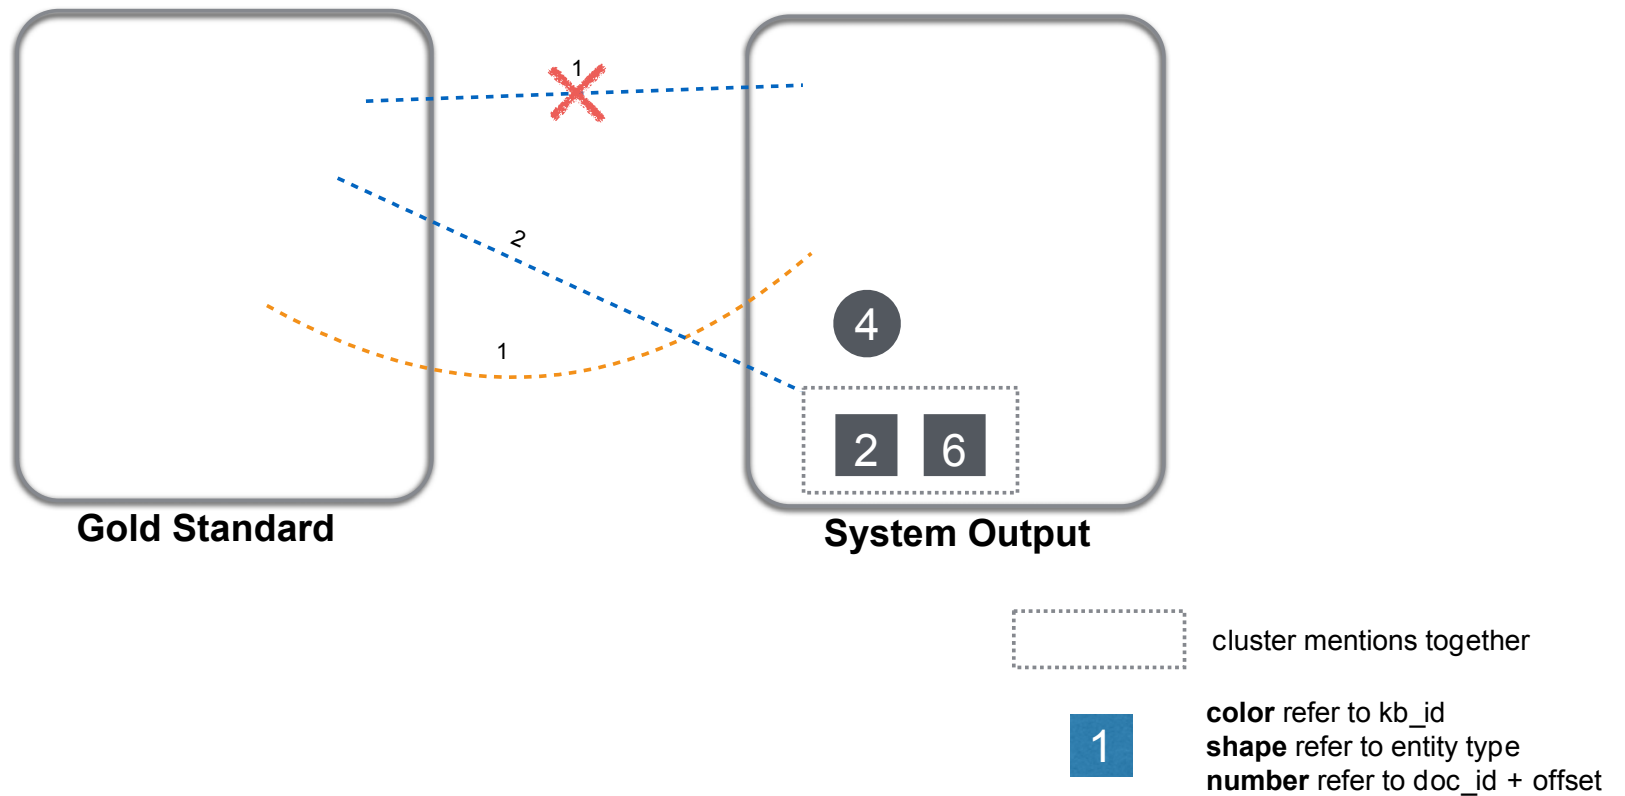 1
2
1
4
2 6
Gold Standard
System Output
cluster mentions together
1
color refer to kb_id
shape refer to entity type
number refer to doc_id + offset